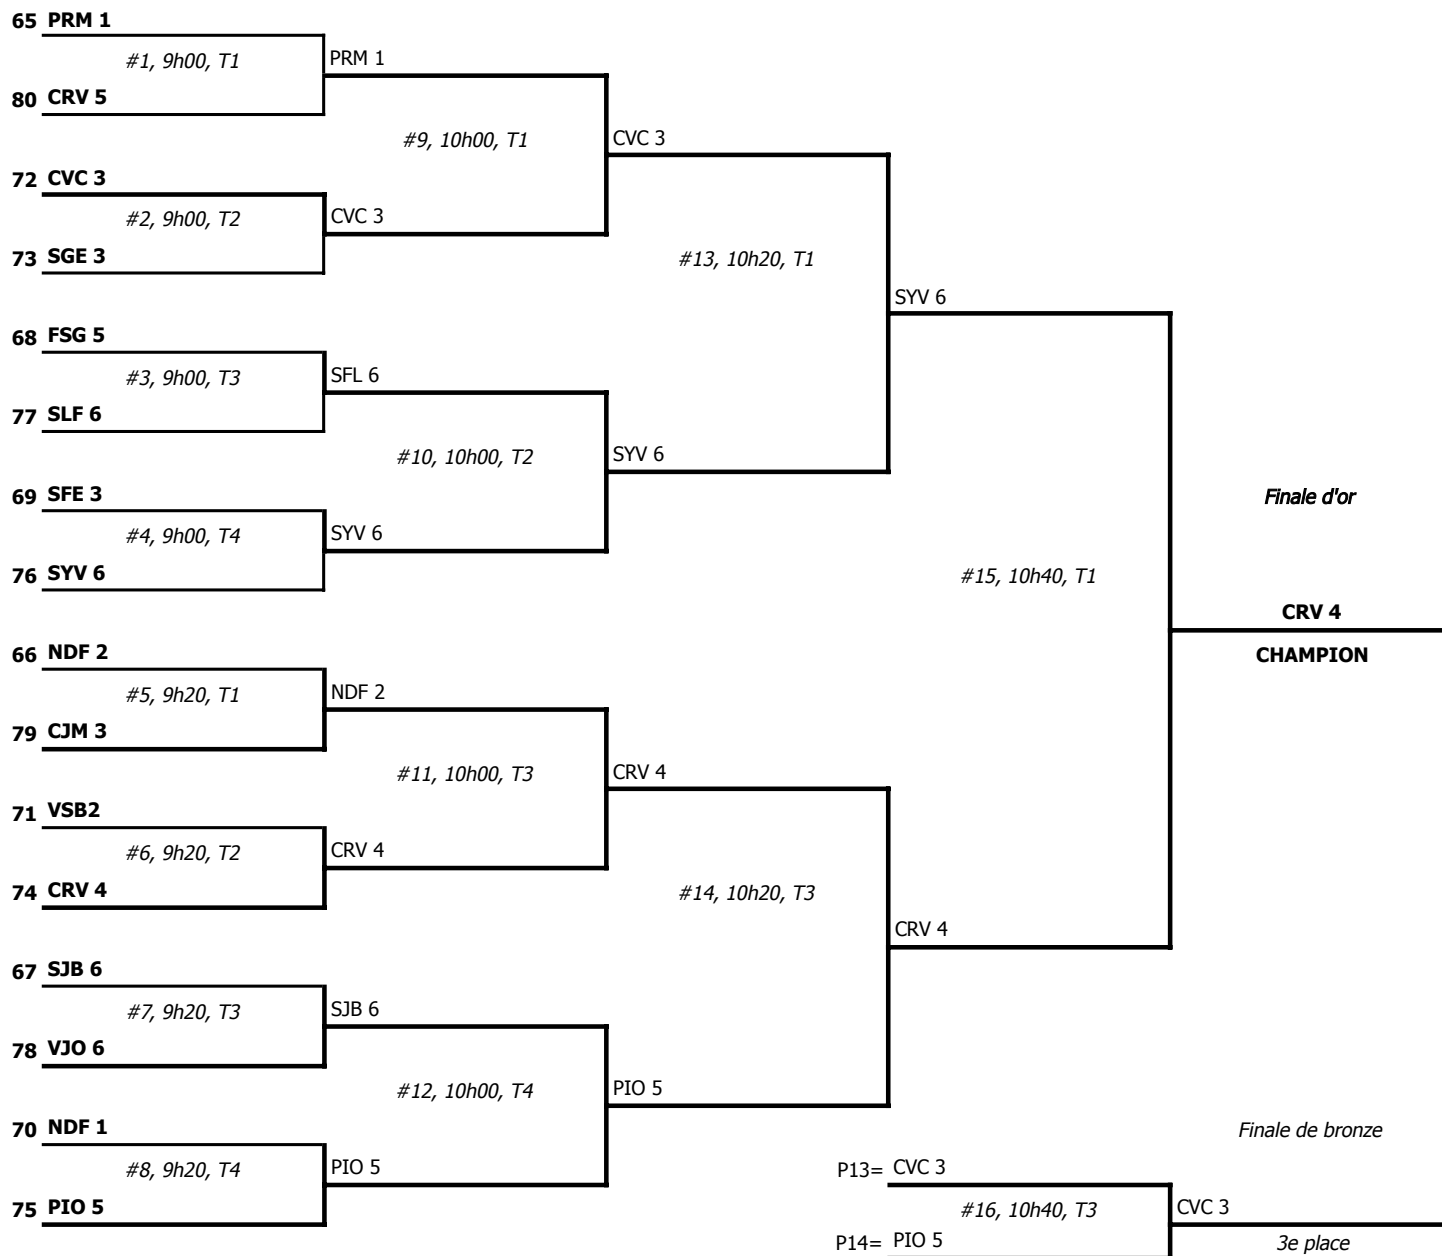 65 PRM 1
#1, 9h00, T1
PRM 1
80 CRV 5
#9, 10h00, T1
CVC 3
72 CVC 3
#2, 9h00, T2
CVC 3
73 SGE 3
#13, 10h20, T1
SYV 6
68 FSG 5
#3, 9h00, T3
SFL 6
77 SLF 6
#10, 10h00, T2
SYV 6
69 SFE 3
#4, 9h00, T4
SYV 6
76 SYV 6
Finale d'or
#15, 10h40, T1
CRV 4
CHAMPION
66 NDF 2
#5, 9h20, T1
NDF 2
79 CJM 3
#11, 10h00, T3
CRV 4
71 VSB2
#6, 9h20, T2
CRV 4
74 CRV 4
#14, 10h20, T3
CRV 4
67 SJB 6
#7, 9h20, T3
SJB 6
78 VJO 6
#12, 10h00, T4
PIO 5
70 NDF 1
#8, 9h20, T4
PIO 5
75 PIO 5
Finale de bronze
P13= CVC 3
#16, 10h40, T3
CVC 3
P14= PIO 5
3e place